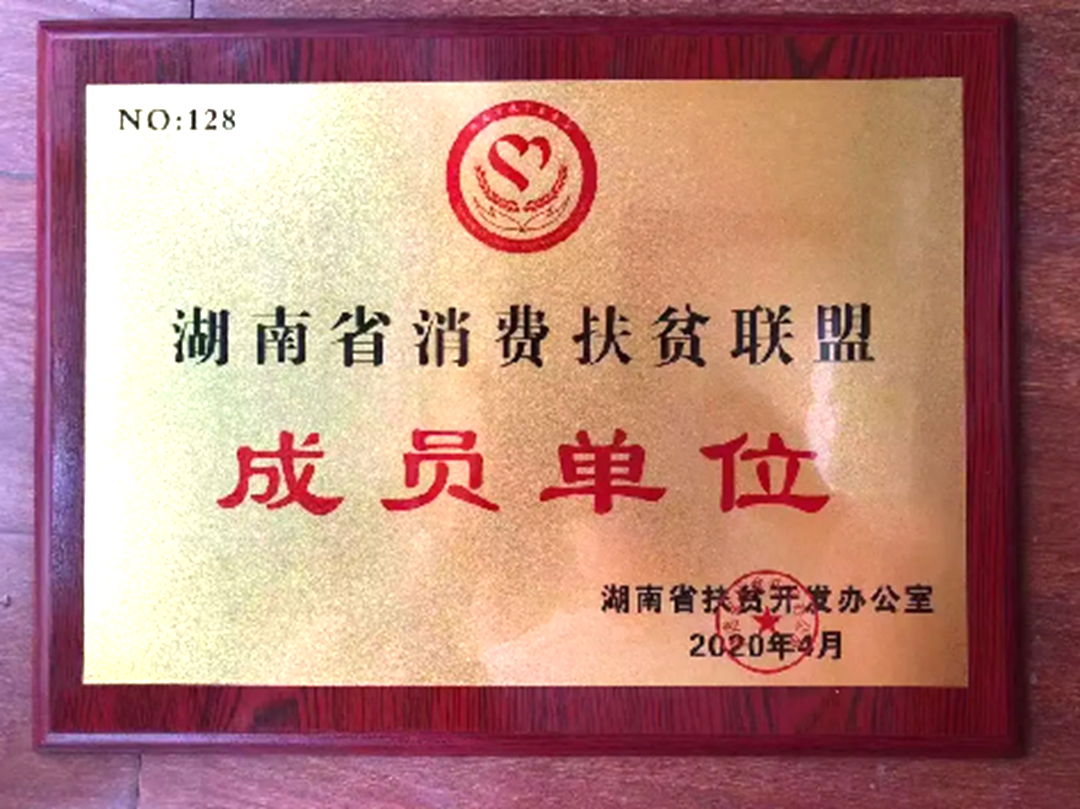 NO:128
湖南省消费扶贫联盟
成员单位
湖南省扶贫开发办公室
2020年4月